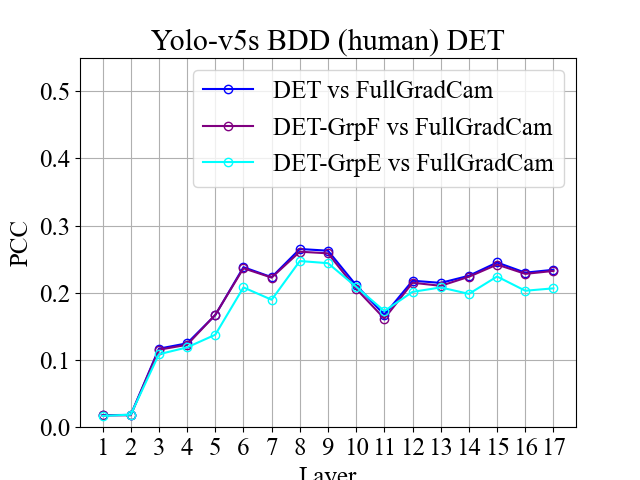 Yolo-v5s BDD (human) DET
DET vs FullGradCam
DET-GrpF vs FullGradCam
DET-GrpE vs FullGradCam
0.5
0.4
0.3
0.2
0.1
0.0
PCC
1 2 3 4 5 6 7 8 9 10 11 12 13 14 15 16 17
Layer